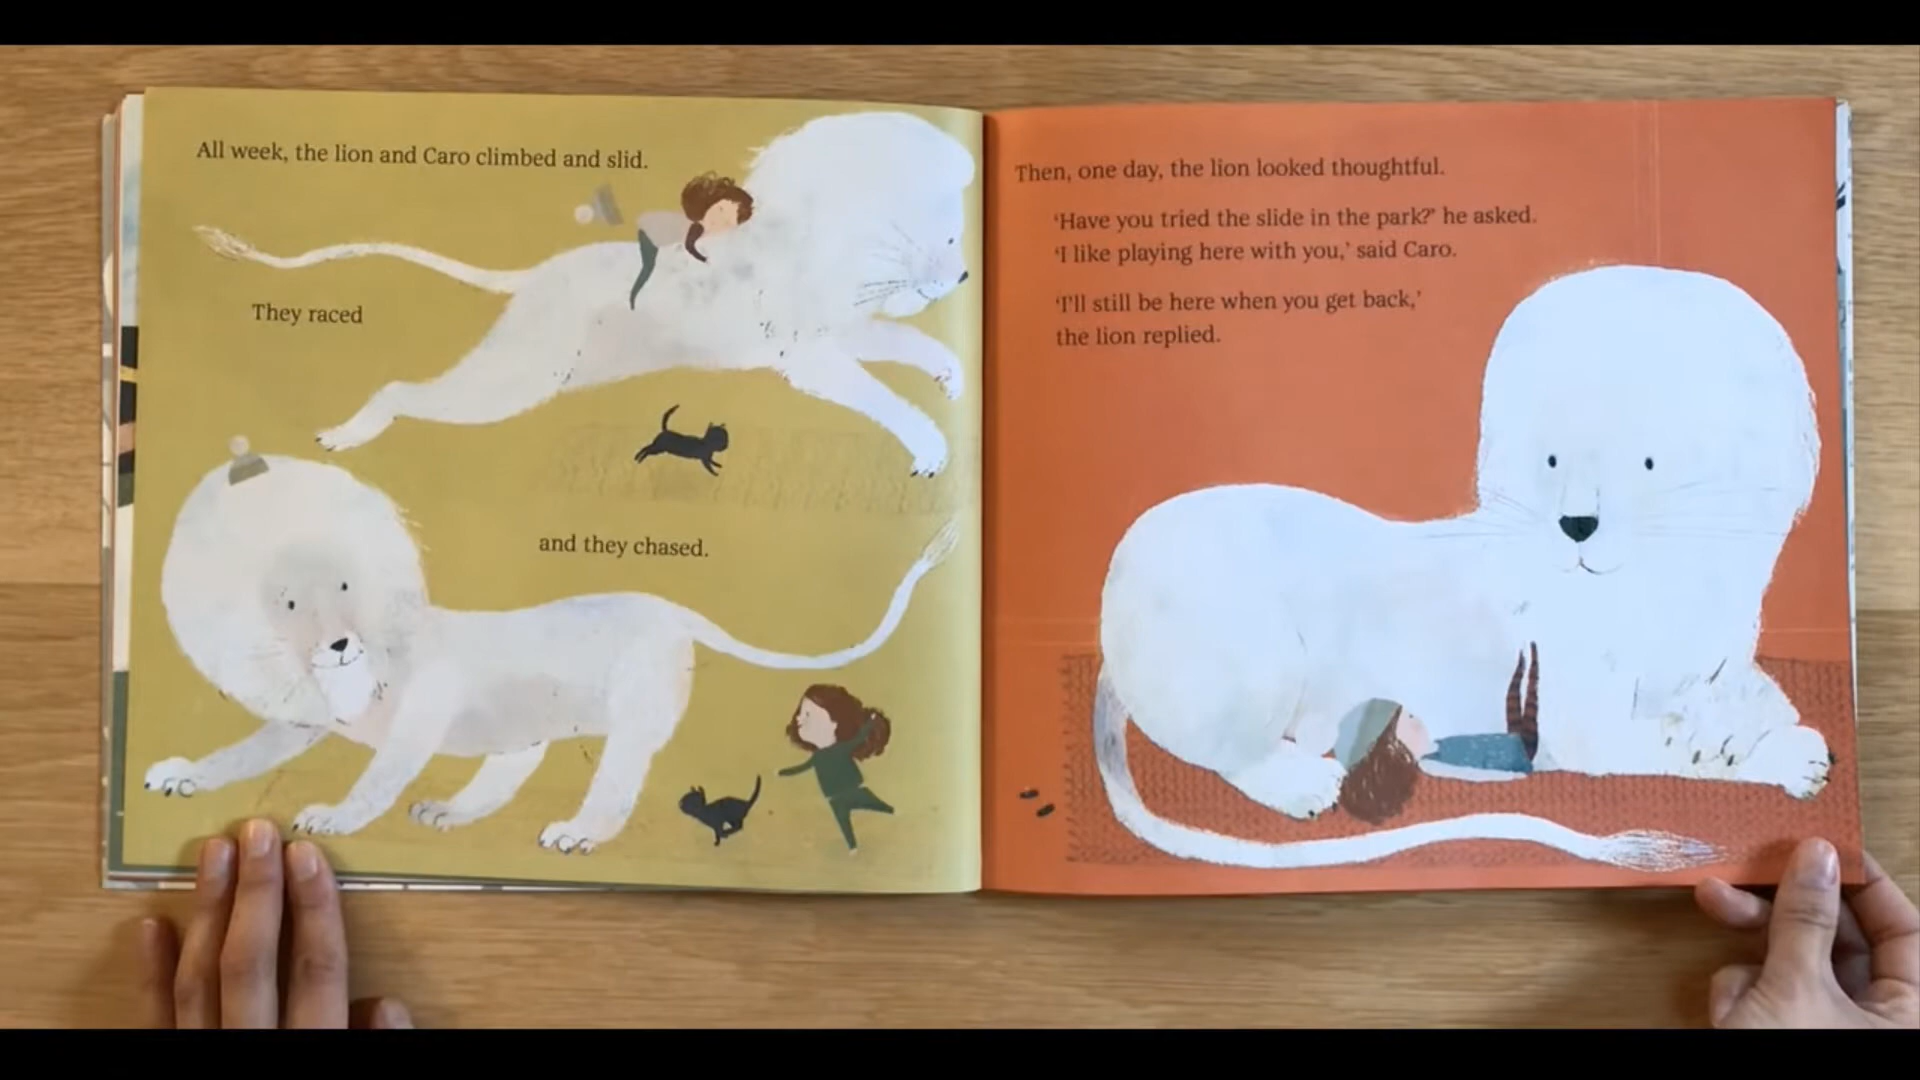 All week, the lion and Caro climbed and slid.
They raced
and they chased.
Then, one day, the lion looked thoughtful.
‘Have you tried the slide in the park?’ he asked.
‘I like playing here with you,’ said Caro.
‘I’ll still be here when you get back,’
the lion replied.